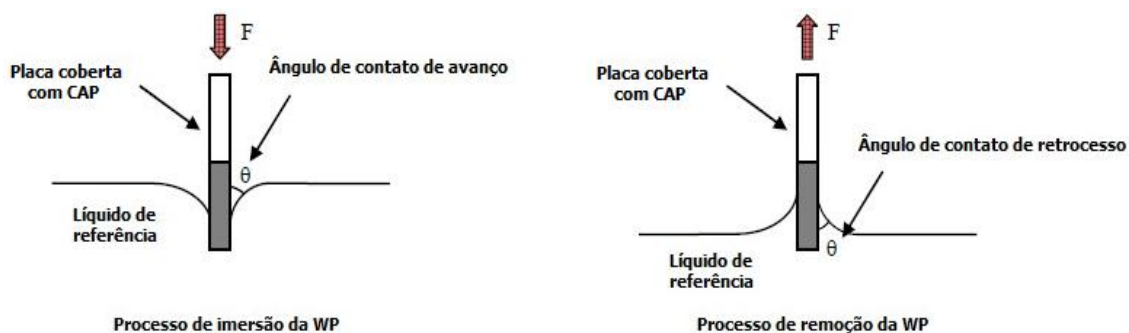 F
Placa coberta
com CAP
Ângulo de contato de avanço
θ
Líquido de
referência
Processo de imersão da WP
F
Placa coberta
com CAP
Ângulo de contato de retrocesso
θ
Líquido de
referência
Processo de remoção da WP